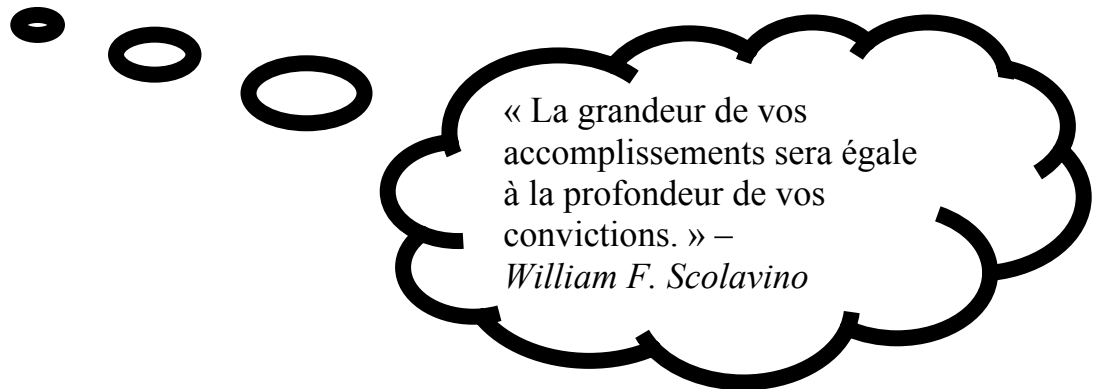 « La grandeur de vos
accomplissements sera égale
à la profondeur de vos
convictions. » –
William F. Scolavino